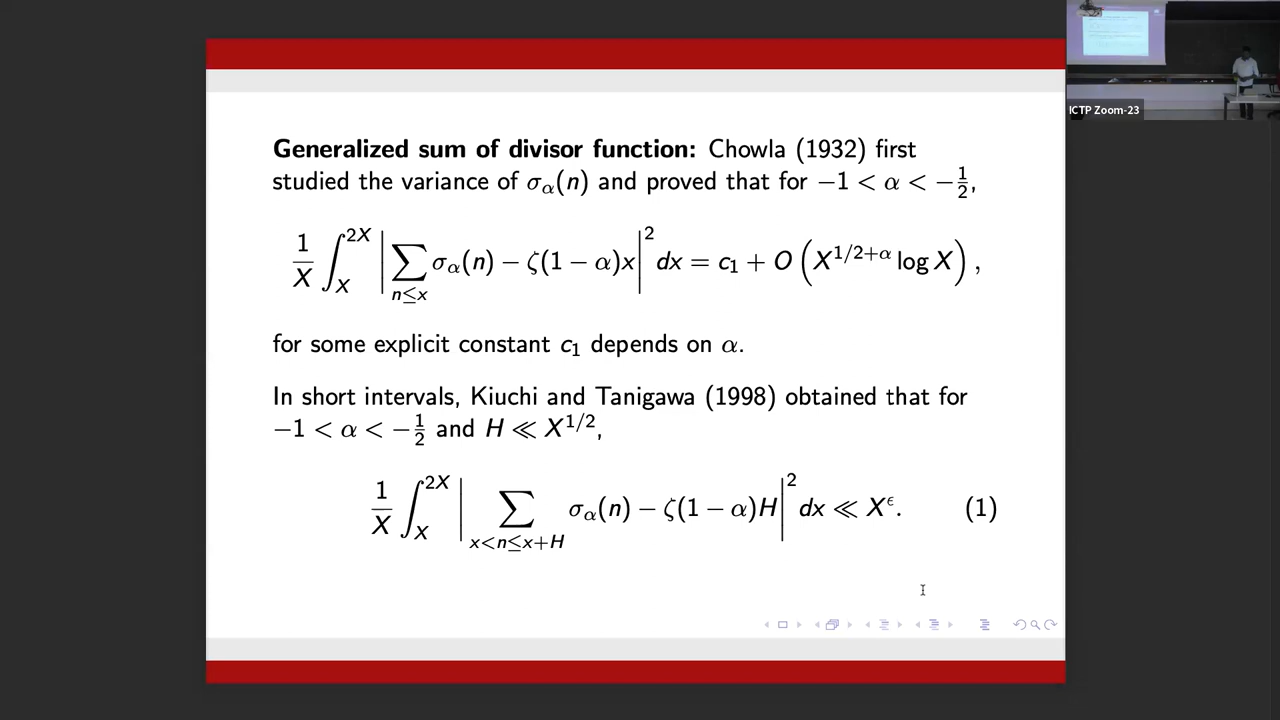 ICTP Zoom-23
Generalized sum of divisor function: Chowla (1932) first
studied the variance of σ_α(n) and proved that for −1 < α < −1/2,
1/X ∫_X^{2X} |∑_{n≤x} σ_α(n) − ζ(1 − α)x|^2 dx = c_1 + O(X^{1/2+α} log X),
for some explicit constant c_1 depends on α.
In short intervals, Kiuchi and Tanigawa (1998) obtained that for
−1 < α < −1/2 and H ≪ X^{1/2},
1/X ∫_X^{2X} |∑_{x<n≤x+H} σ_α(n) − ζ(1 − α)H|^2 dx ≪ X^ϵ. (1)